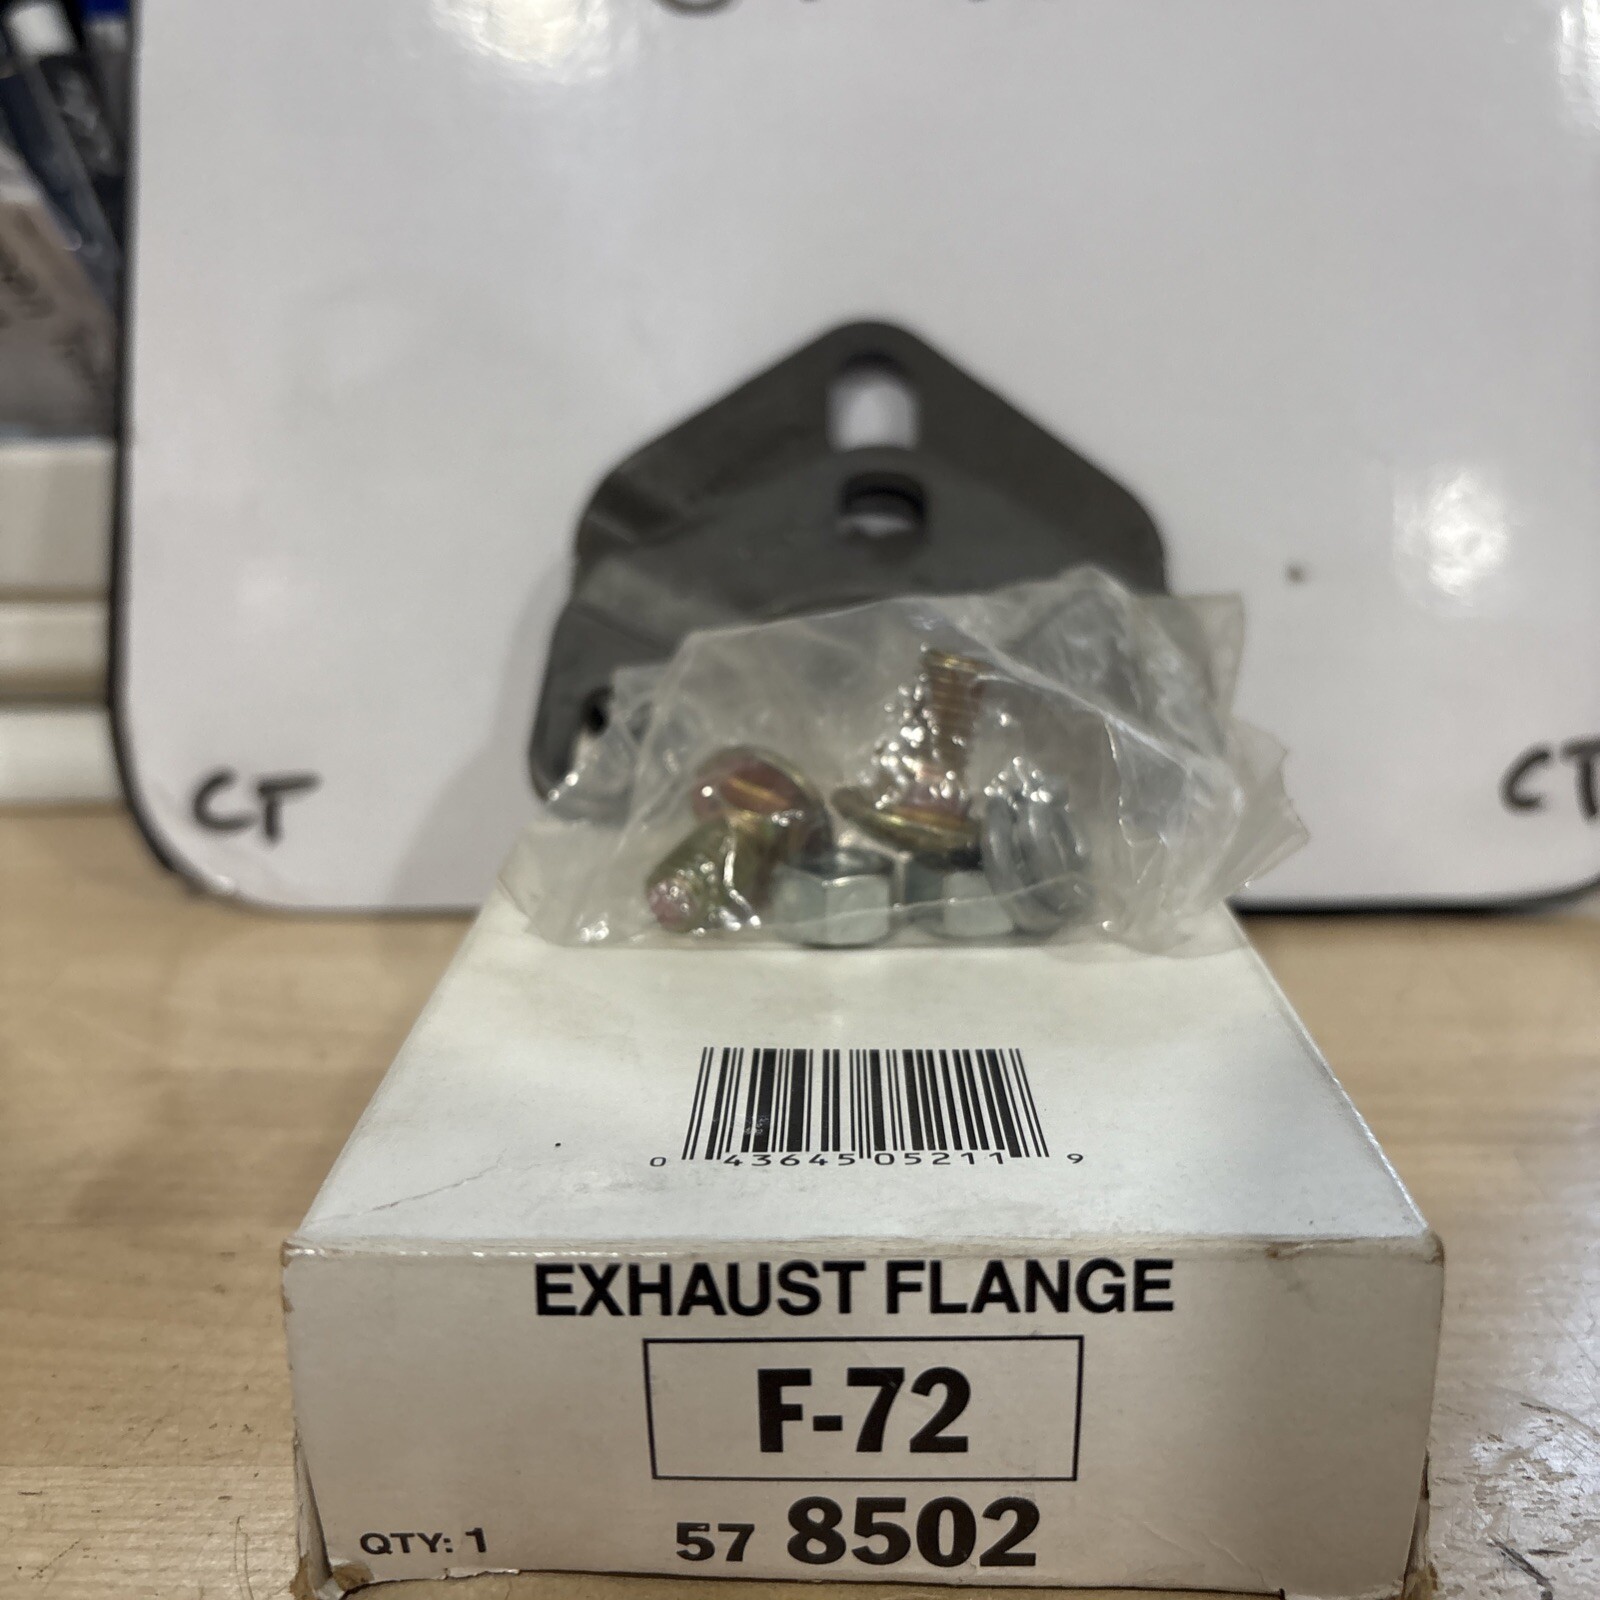 CT
CT
0 43645 05211 9
EXHAUST FLANGE
F-72
QTY: 1
57 8502